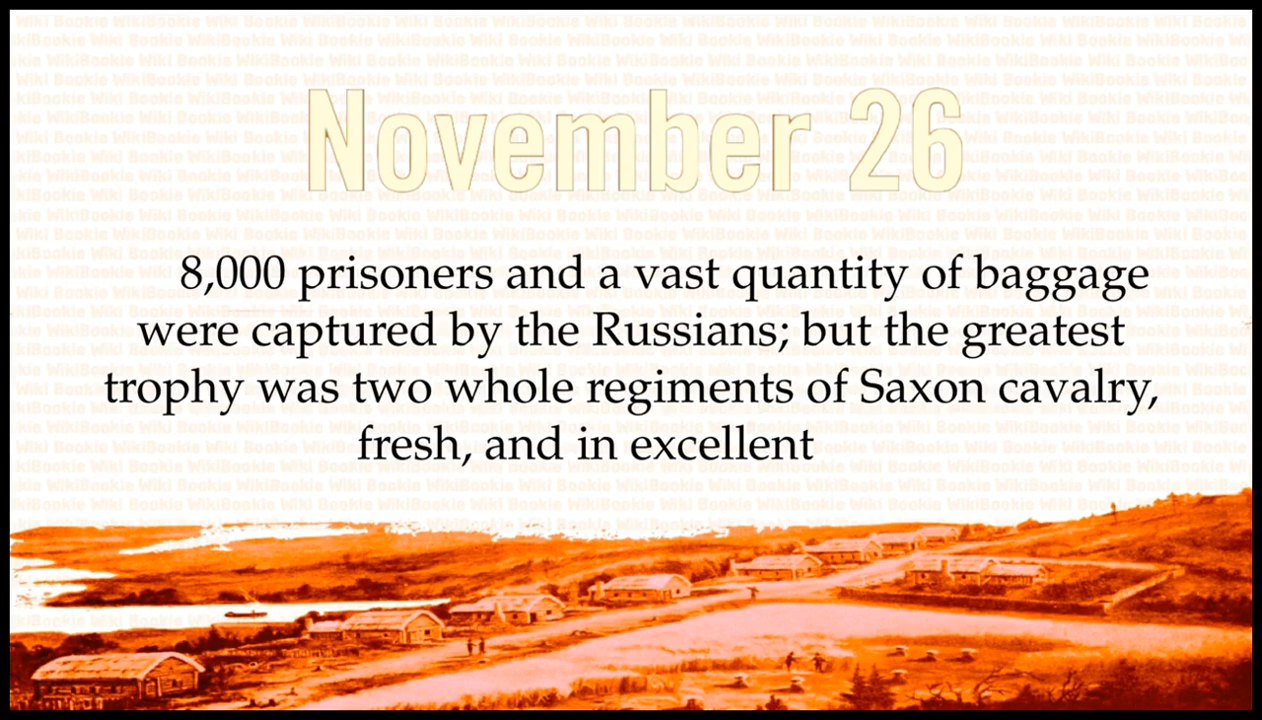 November 26
8,000 prisoners and a vast quantity of baggage
were captured by the Russians; but the greatest
trophy was two whole regiments of Saxon cavalry,
fresh, and in excellent